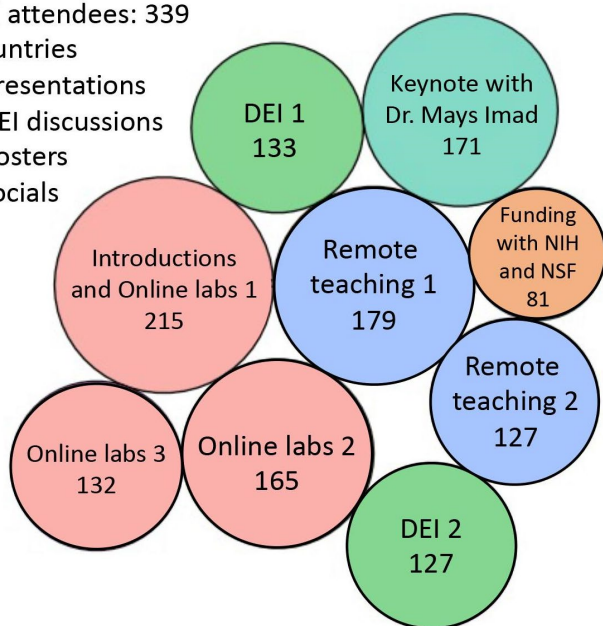 attendees: 339
untries
resentations
EI discussions
osters
ocials
DEI 1
133
Keynote with
Dr. Mays Imad
171
Introductions
and Online labs 1
215
Remote
teaching 1
179
Funding
with NIH
and NSF
81
Remote
teaching 2
127
Online labs 3
132
Online labs 2
165
DEI 2
127